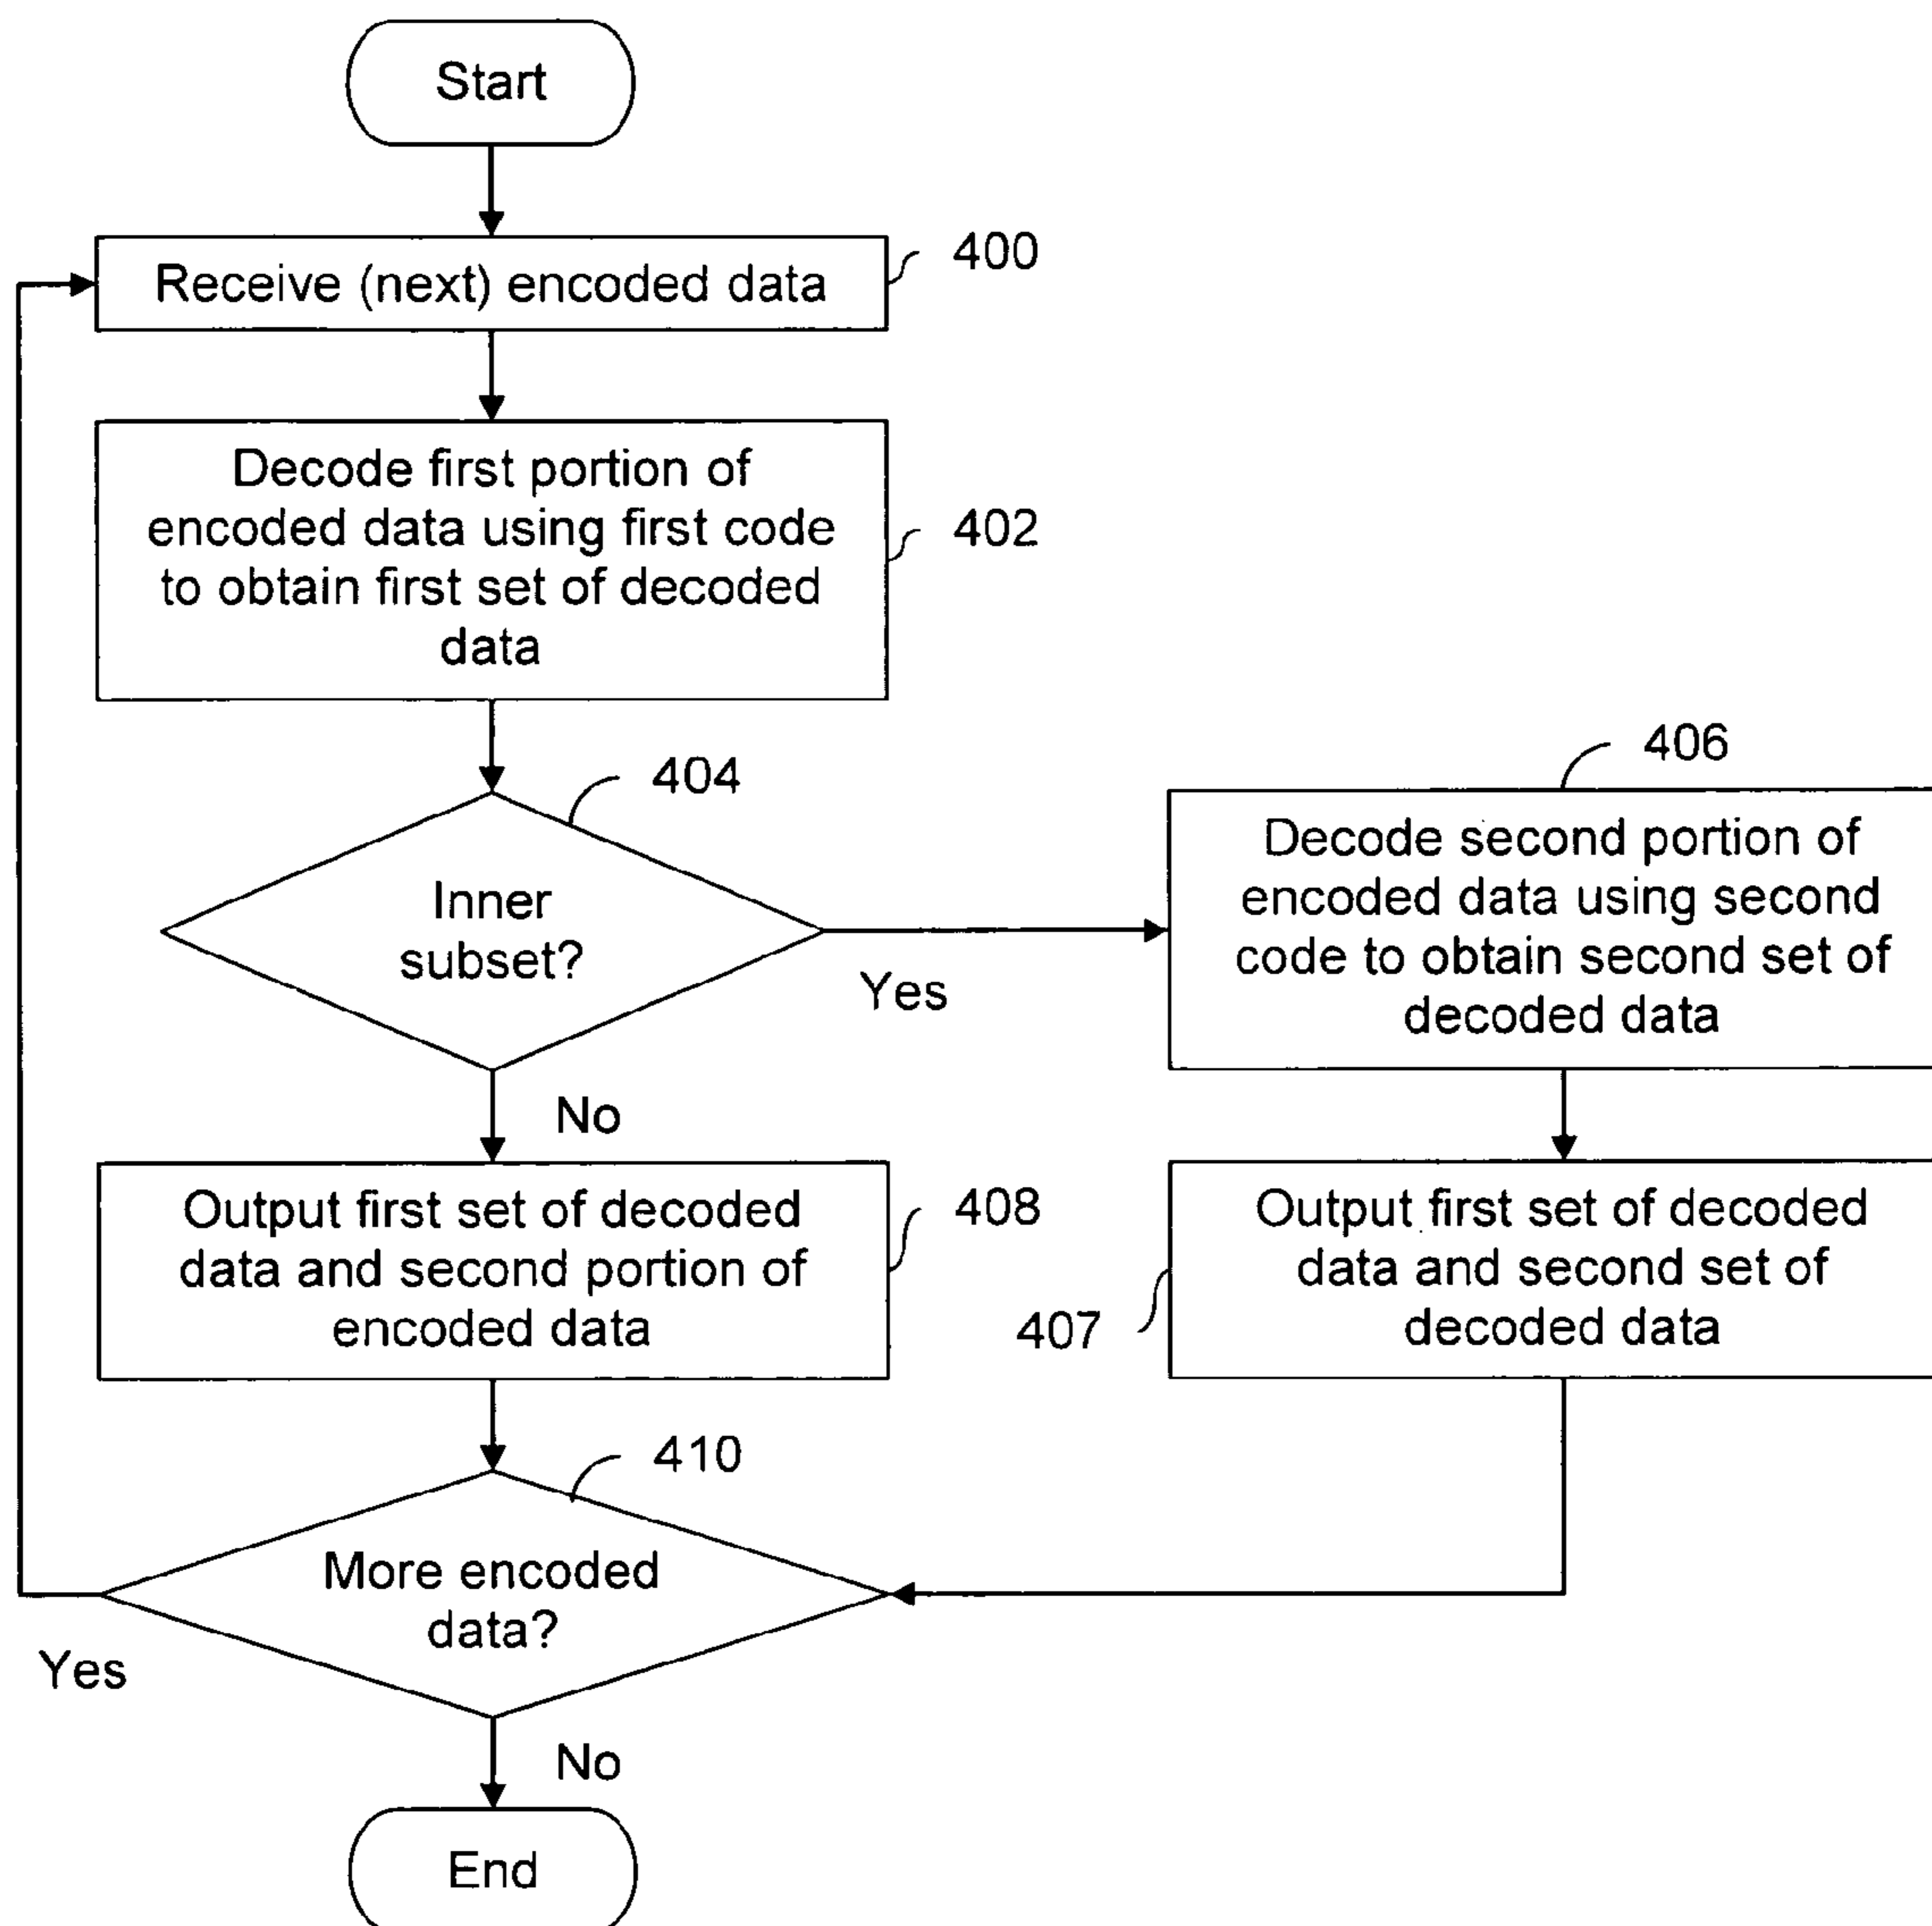 Start
Receive (next) encoded data
400
Decode first portion of
encoded data using first code
to obtain first set of decoded
data
402
404
Inner
subset?
Yes
No
406
Decode second portion of
encoded data using second
code to obtain second set of
decoded data
Output first set of decoded
data and second portion of
encoded data
408
407
Output first set of decoded
data and second set of
decoded data
410
More encoded
data?
Yes
No
End